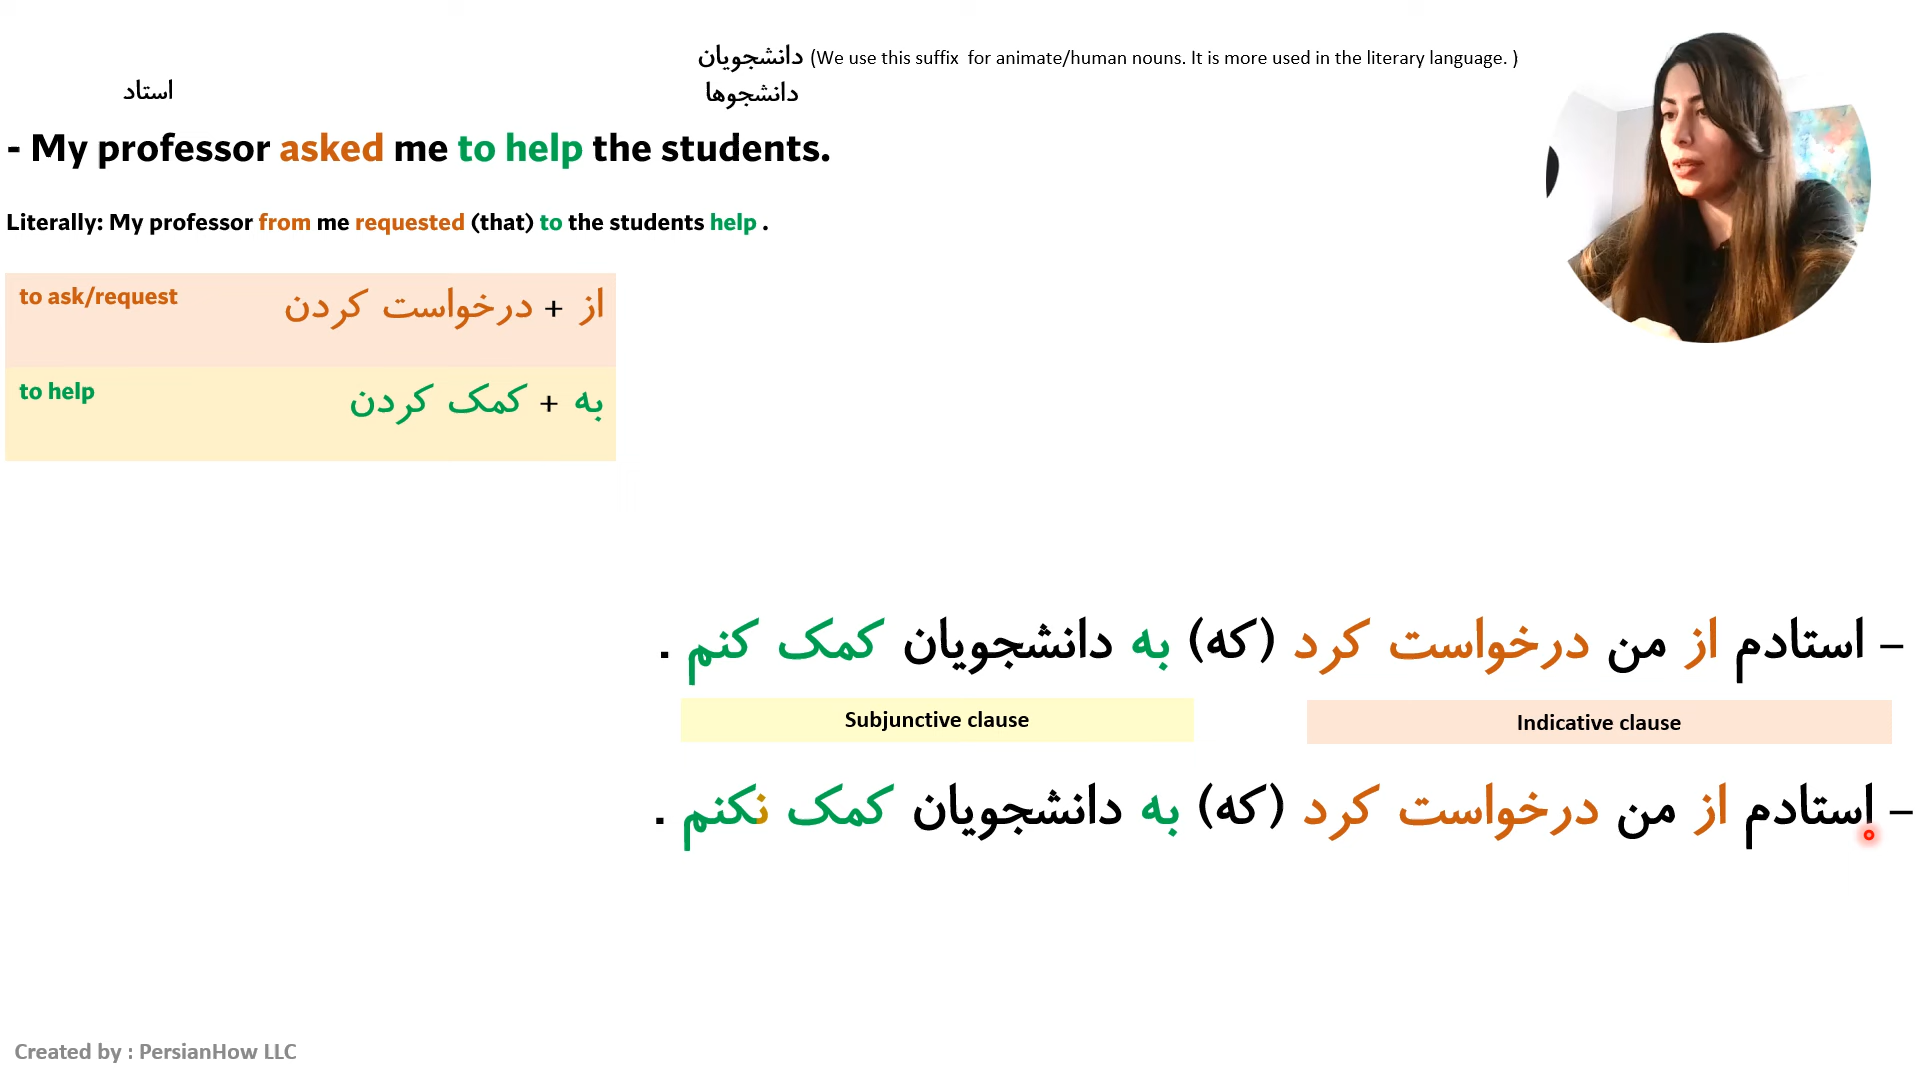 دانشجویان (We use this suffix for animate/human nouns. It is more used in the literary language. )
استاد
دانشجوها
- My professor asked me to help the students.
Literally: My professor from me requested (that) to the students help .
to ask/request از + درخواست کردن
to help به + کمک کردن
– استادم از من درخواست کرد (که) به دانشجویان کمک کنم .
Subjunctive clause Indicative clause
– استادم از من درخواست کرد (که) به دانشجویان کمک نکنم .
Created by : PersianHow LLC